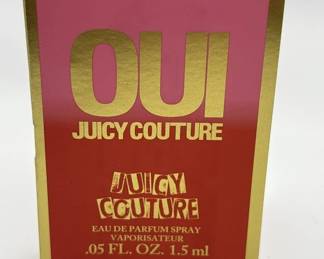 OUI
JUICY COUTURE
JUICY
COUTURE
EAU DE PARFUM SPRAY
VAPORISATEUR
.05 FL. OZ. 1.5 ml